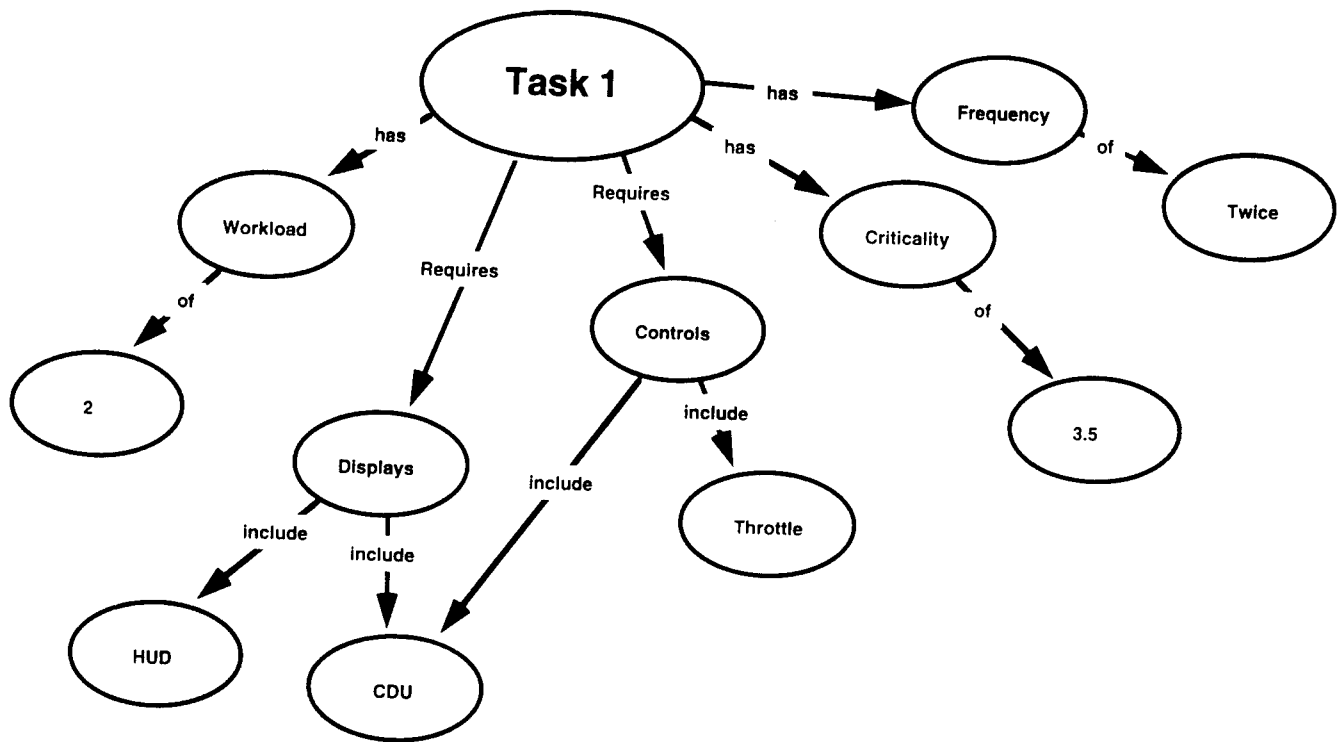 Task 1
has
Frequency
of
Twice
has
Criticality
of
3.5
has
Workload
of
2
Requires
Controls
include
Throttle
include
Requires
Displays
include
HUD
include
CDU